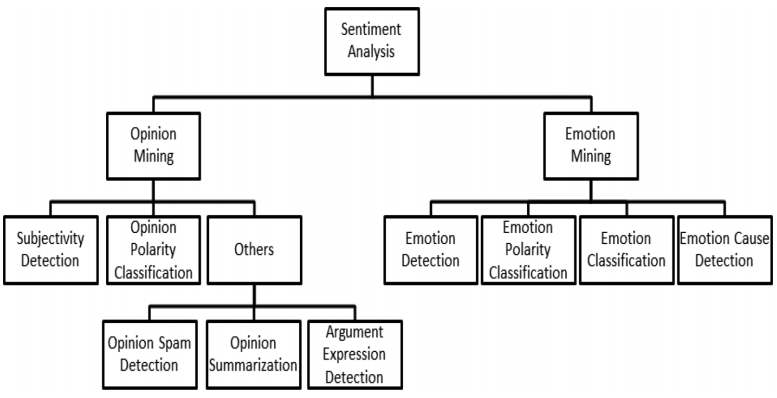 Sentiment
Analysis
Opinion
Mining
Emotion
Mining
Subjectivity
Detection
Opinion
Polarity
Classification
Others
Emotion
Detection
Emotion
Polarity
Classification
Emotion
Classification
Emotion Cause
Detection
Opinion Spam
Detection
Opinion
Summarization
Argument
Expression
Detection